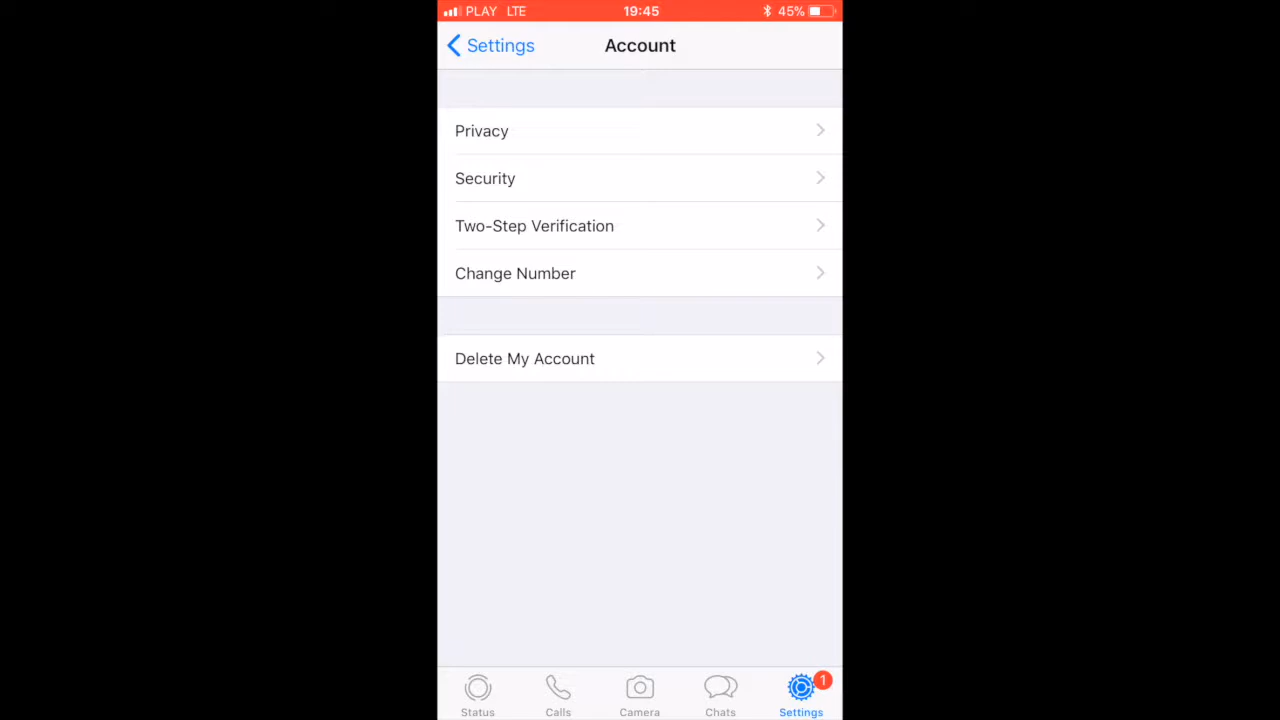 PLAY LTE 19:45 45%
Settings Account
Privacy
Security
Two-Step Verification
Change Number
Delete My Account
1
Status Calls Camera Chats Settings